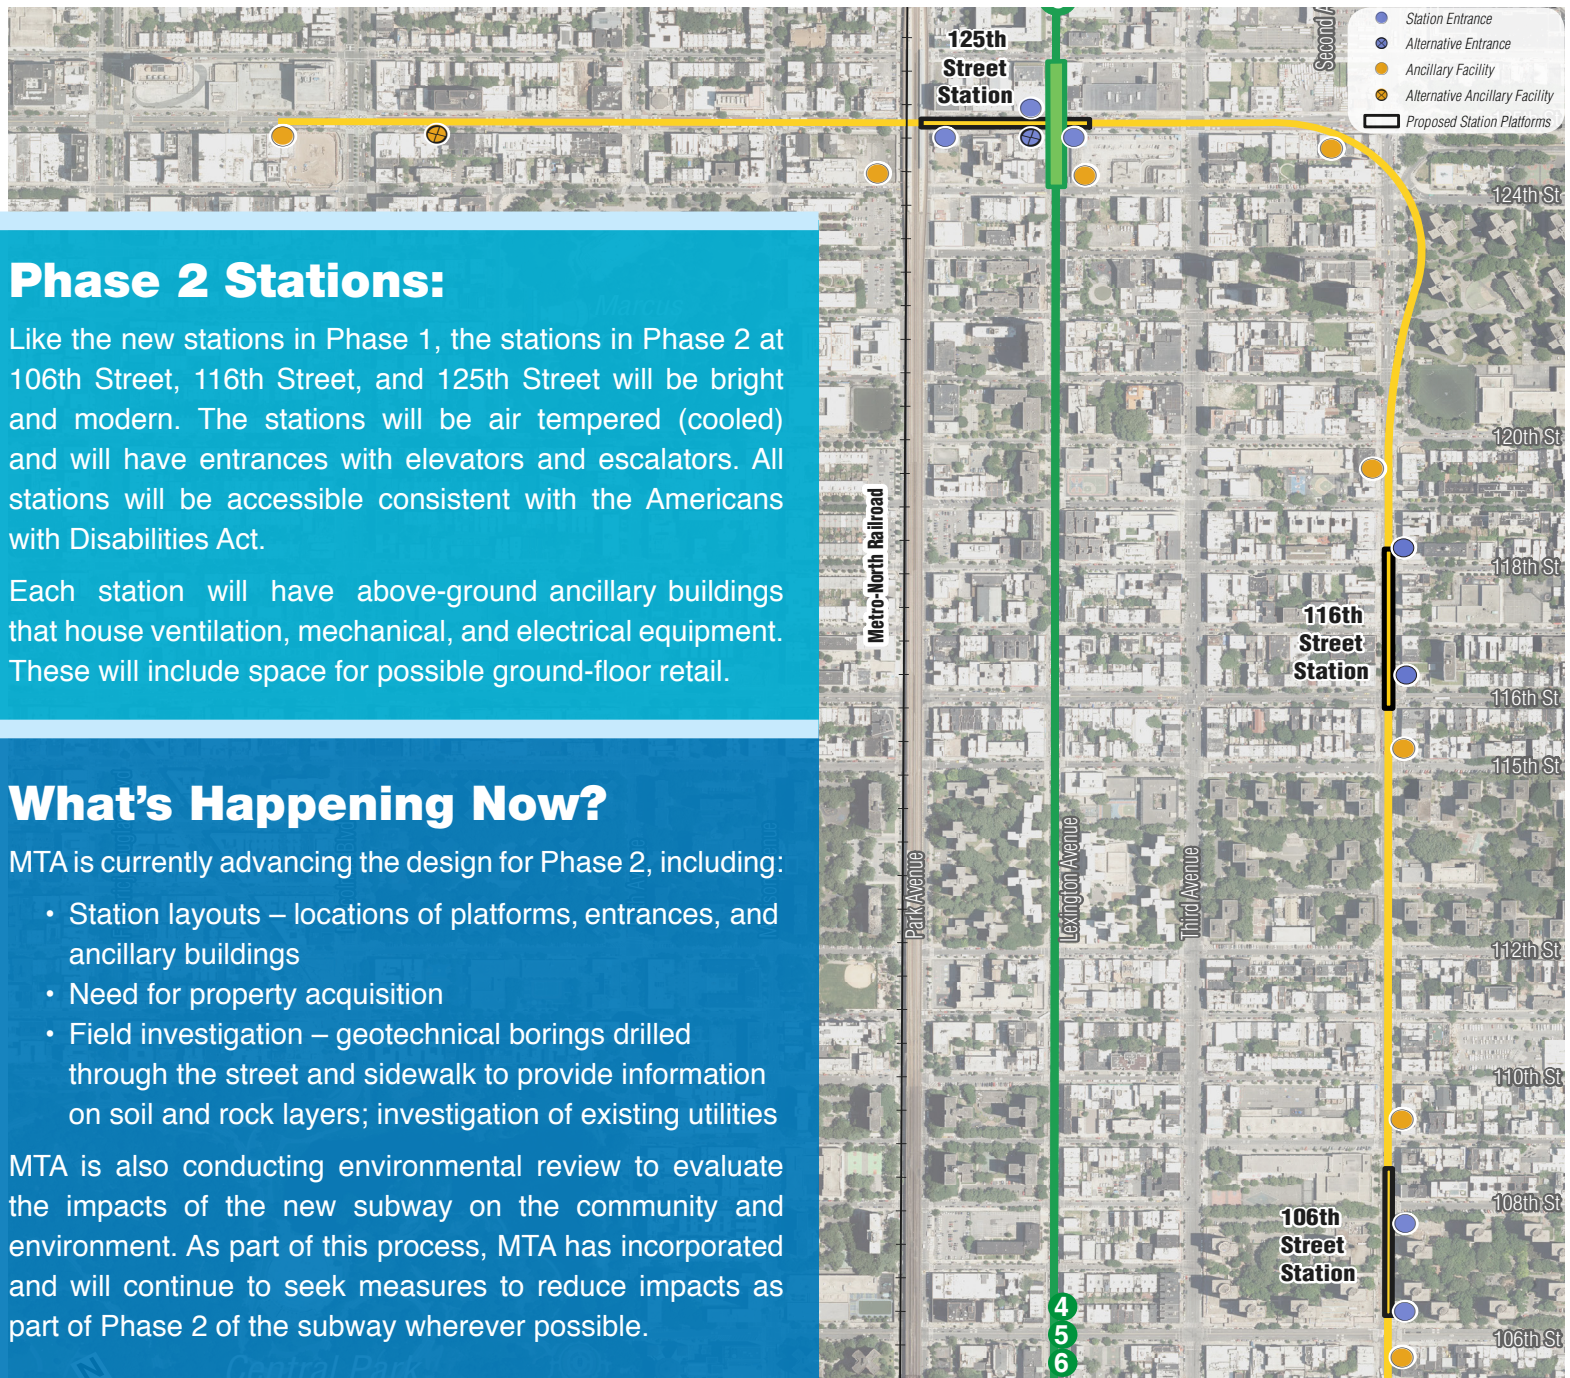 Second A
Station Entrance
Alternative Entrance
Ancillary Facility
Alternative Ancillary Facility
Proposed Station Platforms
125th
Street
Station
124th St
Phase 2 Stations:
Like the new stations in Phase 1, the stations in Phase 2 at
106th Street, 116th Street, and 125th Street will be bright
and modern. The stations will be air tempered (cooled)
and will have entrances with elevators and escalators. All
stations will be accessible consistent with the Americans
with Disabilities Act.
Each station will have above-ground ancillary buildings
that house ventilation, mechanical, and electrical equipment.
These will include space for possible ground-floor retail.
Marcus
What's Happening Now?
MTA is currently advancing the design for Phase 2, including:
• Station layouts – locations of platforms, entrances, and
ancillary buildings
• Need for property acquisition
• Field investigation – geotechnical borings drilled
through the street and sidewalk to provide information
on soil and rock layers; investigation of existing utilities
MTA is also conducting environmental review to evaluate
the impacts of the new subway on the community and
environment. As part of this process, MTA has incorporated
and will continue to seek measures to reduce impacts as
part of Phase 2 of the subway wherever possible.
Central Park
N
Metro-North Railroad
Park Avenue
Lexington Avenue
Third Avenue
120th St
118th St
116th
Street
Station
116th St
115th St
112th St
110th St
108th St
106th
Street
Station
106th St
4
5
6